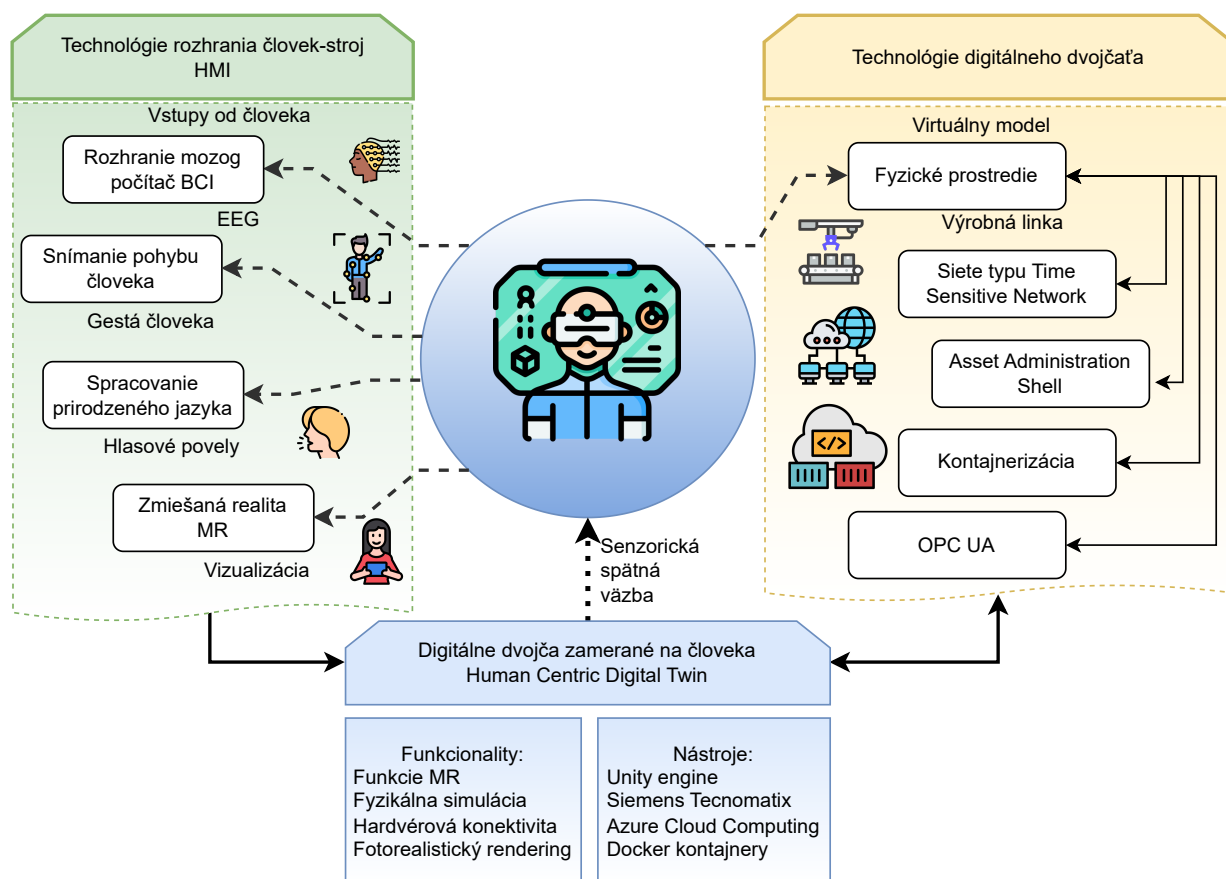 Technológie rozhrania človek-stroj
HMI
Vstupy od človeka
Rozhranie mozog
počítač BCI
EEG
Snímanie pohybu
človeka
Gestá človeka
Spracovanie
prirodzeného jazyka
Hlasové povely
Zmiešaná realita
MR
Vizualizácia
Technológie digitálneho dvojčaťa
Virtuálny model
Fyzické prostredie
Výrobná linka
Siete typu Time
Sensitive Network
Asset Administration
Shell
</>
Kontajnerizácia
OPC UA
Senzorická
spätná
väzba
Digitálne dvojča zamerané na človeka
Human Centric Digital Twin
Funkcionality:
Funkcie MR
Fyzikálna simulácia
Hardvérová konektivita
Fotorealistický rendering
Nástroje:
Unity engine
Siemens Tecnomatix
Azure Cloud Computing
Docker kontajnery